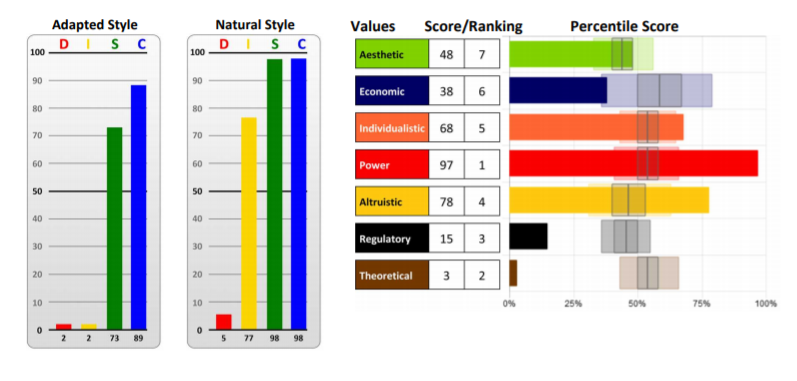 Adapted Style
D I S C
100
90
80
70
60
50
40
30
20
10
0
2 2 73 89
Natural Style
D I S C
100
90
80
70
60
50
40
30
20
10
0
5 77 98 98
Values Score/Ranking Percentile Score
Aesthetic 48 7
Economic 38 6
Individualistic 68 5
Power 97 1
Altruistic 78 4
Regulatory 15 3
Theoretical 3 2
0% 25% 50% 75% 100%